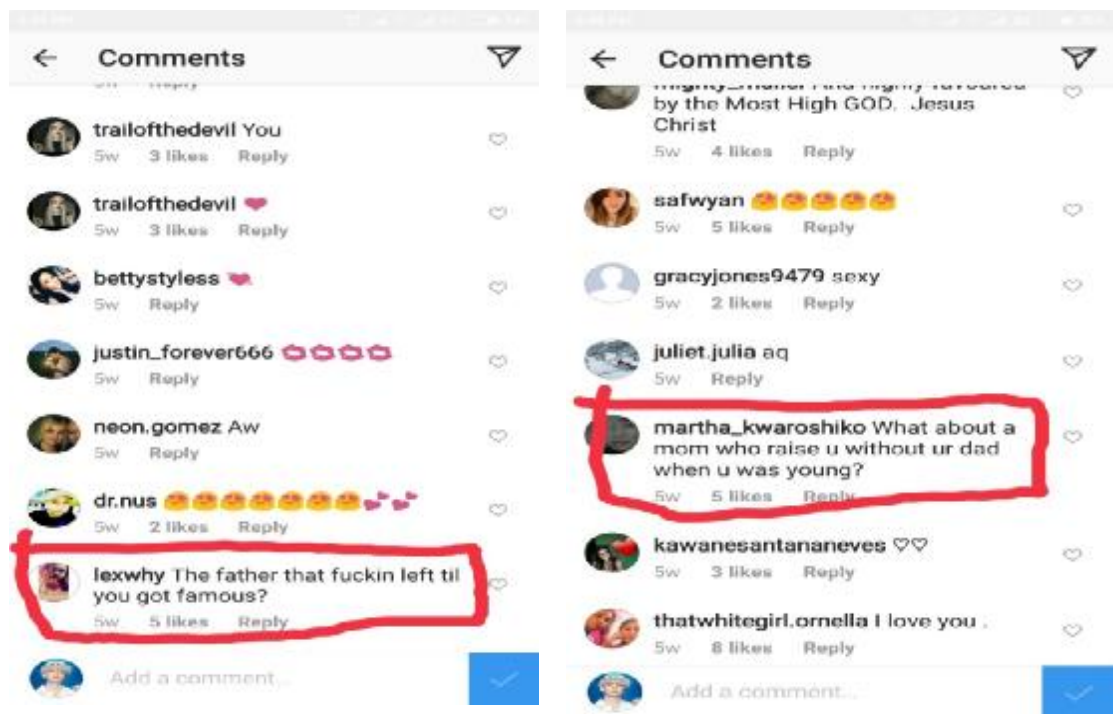 Comments
trailofthedevil You
5w 3 likes Reply
trailofthedevil ❤
5w 3 likes Reply
bettystyless 💘
5w Reply
justin_forever666
5w Reply
neon.gomez Aw
5w Reply
dr.nus 😍😍😍😍😍😍😍💕💕
5w 2 likes Reply
lexwhy The father that fuckin left til
you got famous?
5w 5 likes Reply
Add a comment...
Comments
by the Most High GOD. Jesus
Christ
5w 4 likes Reply
safwyan 😍😍😍😍😍
5w 5 likes Reply
gracyjones9479 sexy
5w 2 likes Reply
juliet.julia aq
5w Reply
martha_kwaroshiko What about a
mom who raise u without ur dad
when u was young?
5w 5 likes Reply
kawanesantananeves ♡♡
5w 3 likes Reply
thatwhitegirl.ornella I love you .
5w 8 likes Reply
Add a comment...